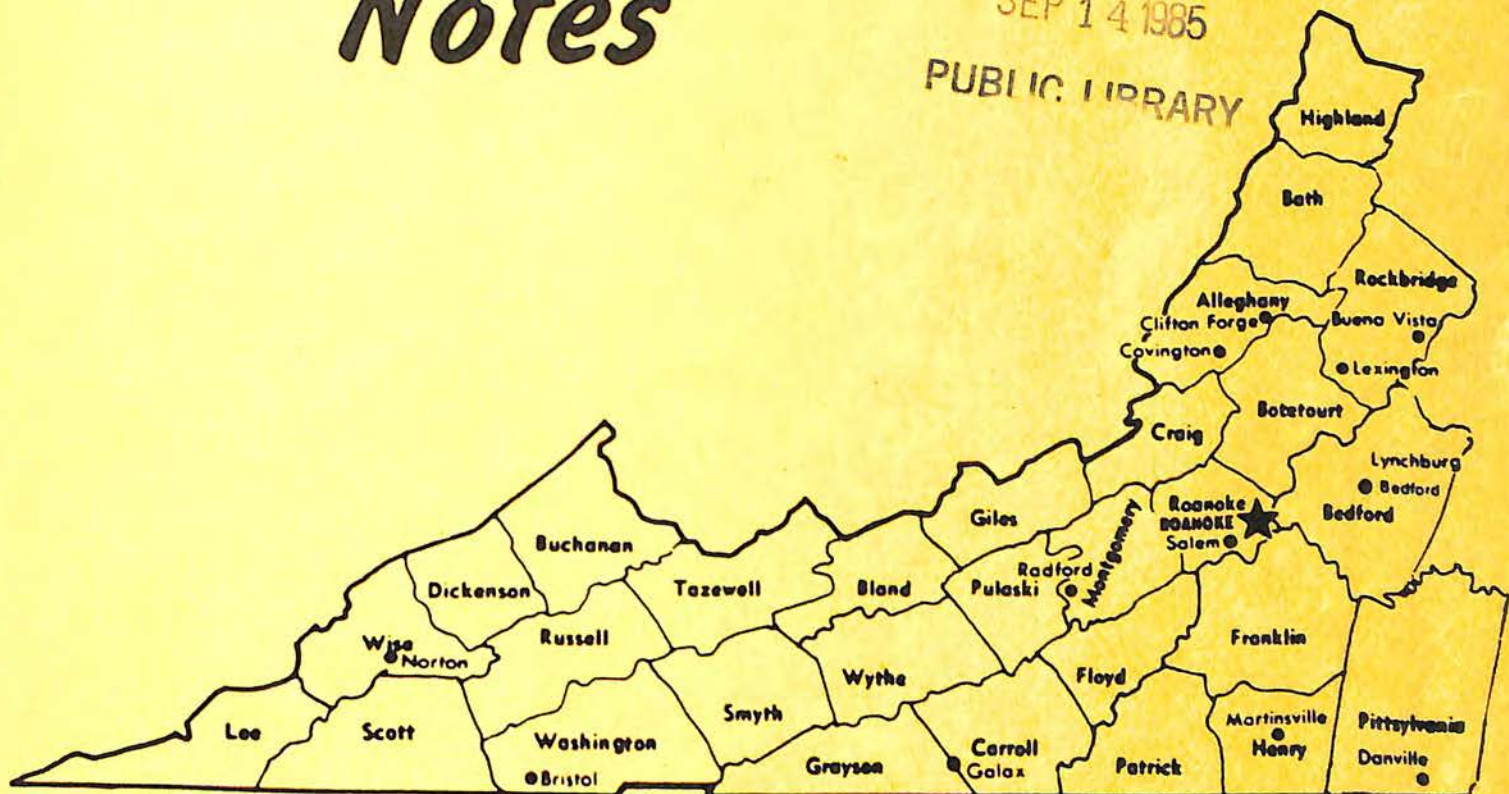 Notes
SEP 14 1985
PUBLIC LIBRARY
Highland
Bath
Rockbridge
Alleghany
Clifton Forge
Buena Vista
Covington
Lexington
Botetourt
Craig
Lynchburg
Bedford
Bedford
Roanoke
ROANOKE
Salem
Giles
Montgomery
Radford
Pulaski
Buchanan
Dickenson
Tazewell
Bland
Wise
Norton
Russell
Franklin
Wythe
Floyd
Lee
Scott
Smyth
Washington
Bristol
Grayson
Carroll
Galax
Patrick
Martinsville
Henry
Pittsylvania
Danville